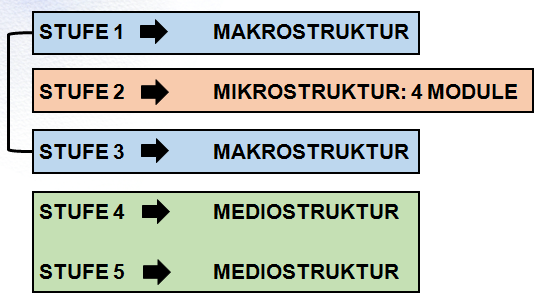 STUFE 1 ➡ MAKROSTRUKTUR
STUFE 2 ➡ MIKROSTRUKTUR: 4 MODULE
STUFE 3 ➡ MAKROSTRUKTUR
STUFE 4 ➡ MEDIOSTRUKTUR
STUFE 5 ➡ MEDIOSTRUKTUR